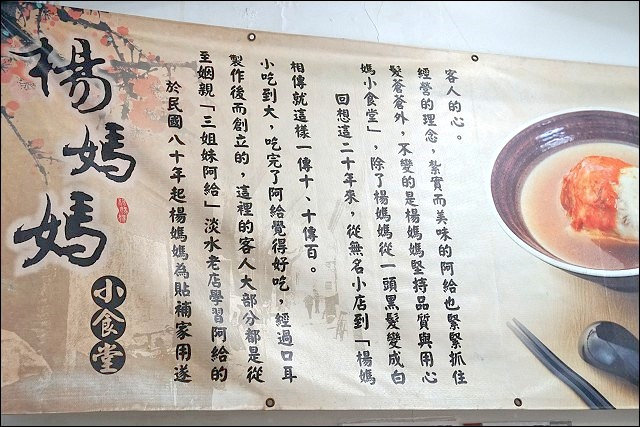 楊媽媽
小食堂
於民國八十年起楊媽媽為貼補家用遂
至姻親「三姐妹阿給」淡水老店學習阿給的
製作後而創立的，這裡的客人大部分都是從
小吃到大，吃完了阿給覺得好吃，經過口耳
相傳就這樣一傳十、十傳百。
回想這二十年來，從無名小店到「楊媽
媽小食堂」，除了楊媽媽從一頭黑髮變成白
髮蒼蒼外，不變的是楊媽媽堅持品質與用心
經營的理念，紮實而美味的阿給也緊緊抓住
客人的心。